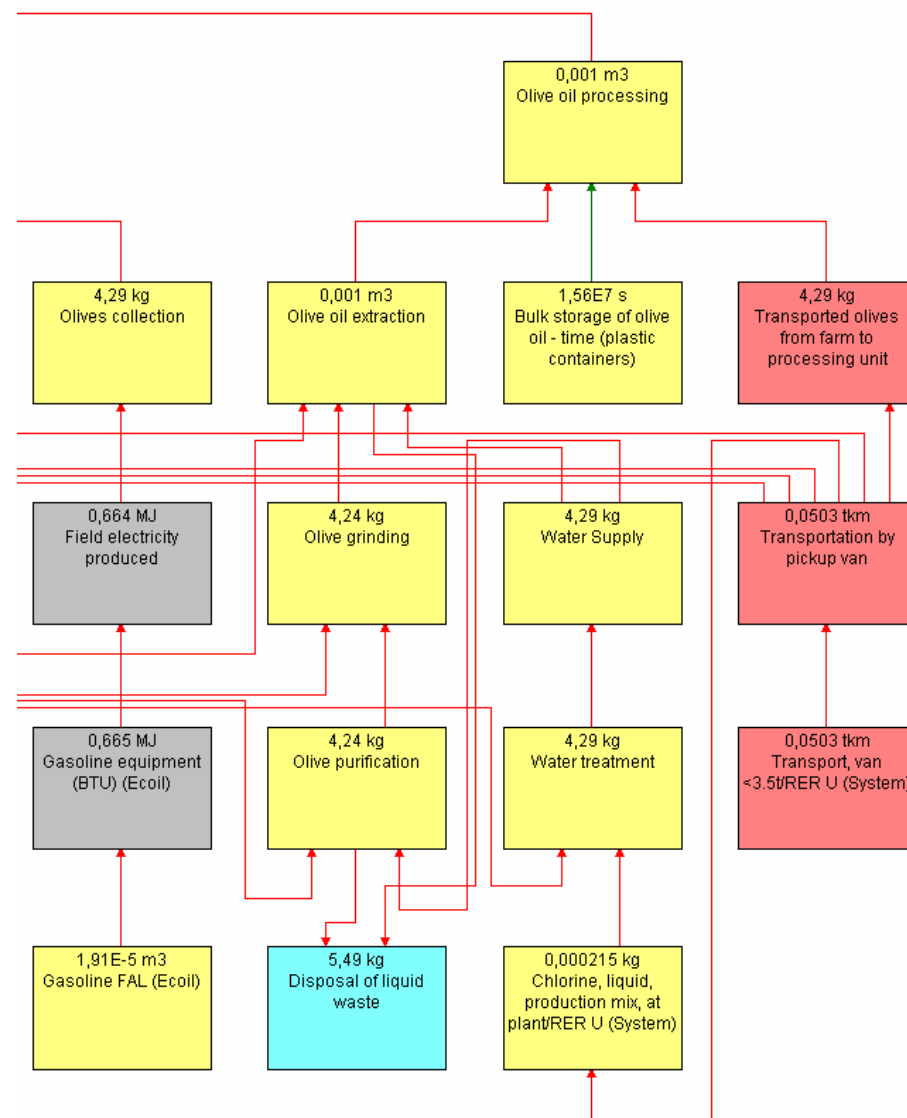 0,001 m3
Olive oil processing
4,29 kg
Olives collection
0,001 m3
Olive oil extraction
1,56E7 s
Bulk storage of olive
oil - time (plastic
containers)
4,29 kg
Transported olives
from farm to
processing unit
0,664 MJ
Field electricity
produced
4,24 kg
Olive grinding
4,29 kg
Water Supply
0,0503 tkm
Transportation by
pickup van
0,665 MJ
Gasoline equipment
(BTU) (Ecoil)
4,24 kg
Olive purification
4,29 kg
Water treatment
0,0503 tkm
Transport, van
<3.5t/RER U (System)
1,91E-5 m3
Gasoline FAL (Ecoil)
5,49 kg
Disposal of liquid
waste
0,000215 kg
Chlorine, liquid,
production mix, at
plant/RER U (System)